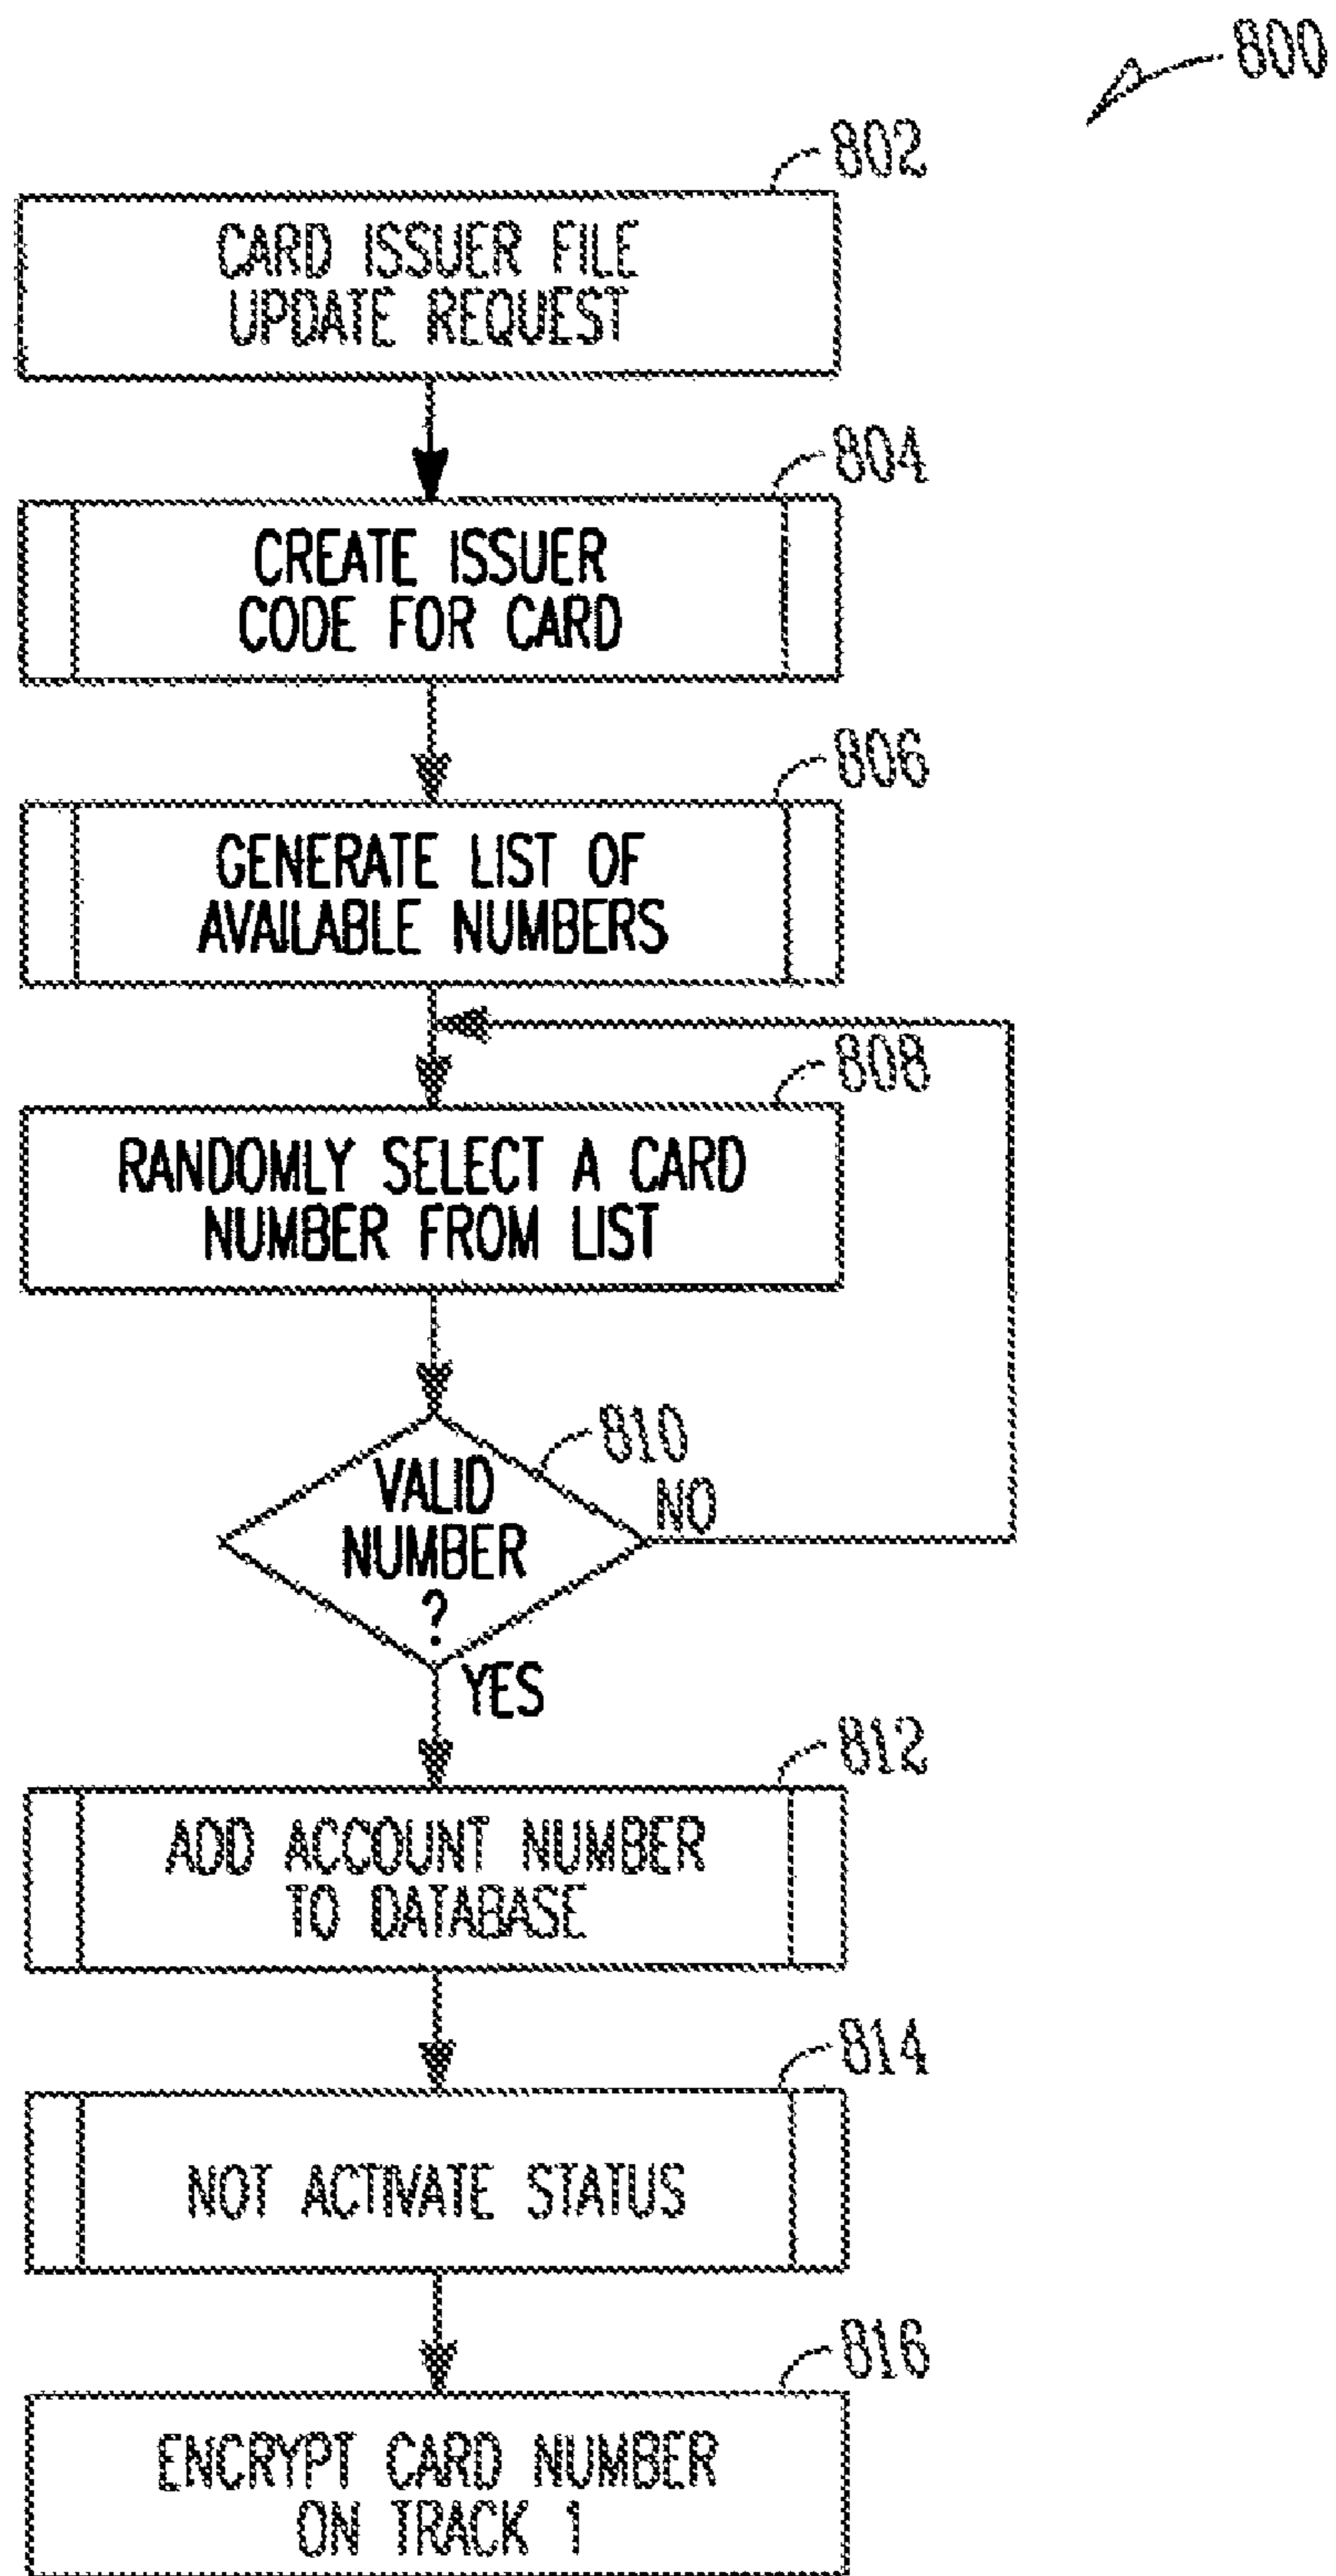 800
802
CARD ISSUER FILE
UPDATE REQUEST
804
CREATE ISSUER
CODE FOR CARD
806
GENERATE LIST OF
AVAILABLE NUMBERS
808
RANDOMLY SELECT A CARD
NUMBER FROM LIST
810
VALID
NUMBER
?
NO
YES
812
ADD ACCOUNT NUMBER
TO DATABASE
814
NOT ACTIVATE STATUS
816
ENCRYPT CARD NUMBER
ON TRACK 1